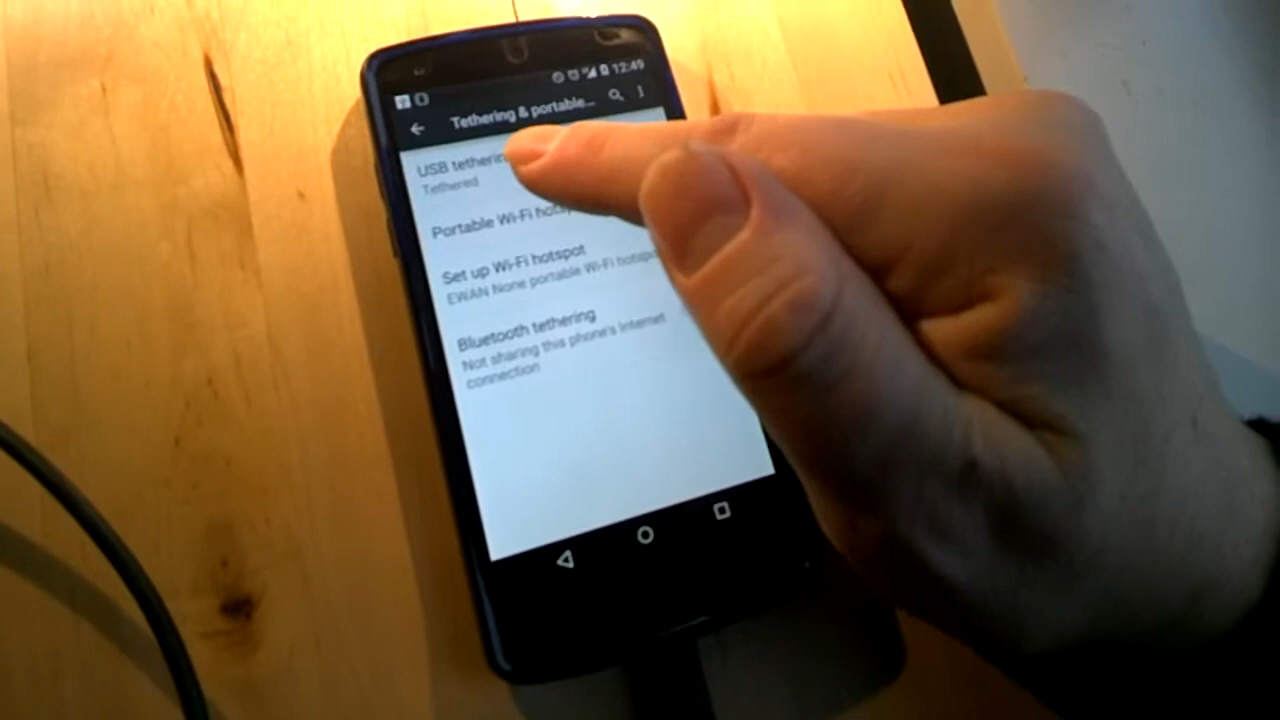 12:49
Tethering & portable...
USB tetherin
Tethered
Portable Wi-Fi hots
Set up Wi-Fi hotspot
EWAN None portable Wi-Fi hotspo
Bluetooth tethering
Not sharing this phone's internet
connection